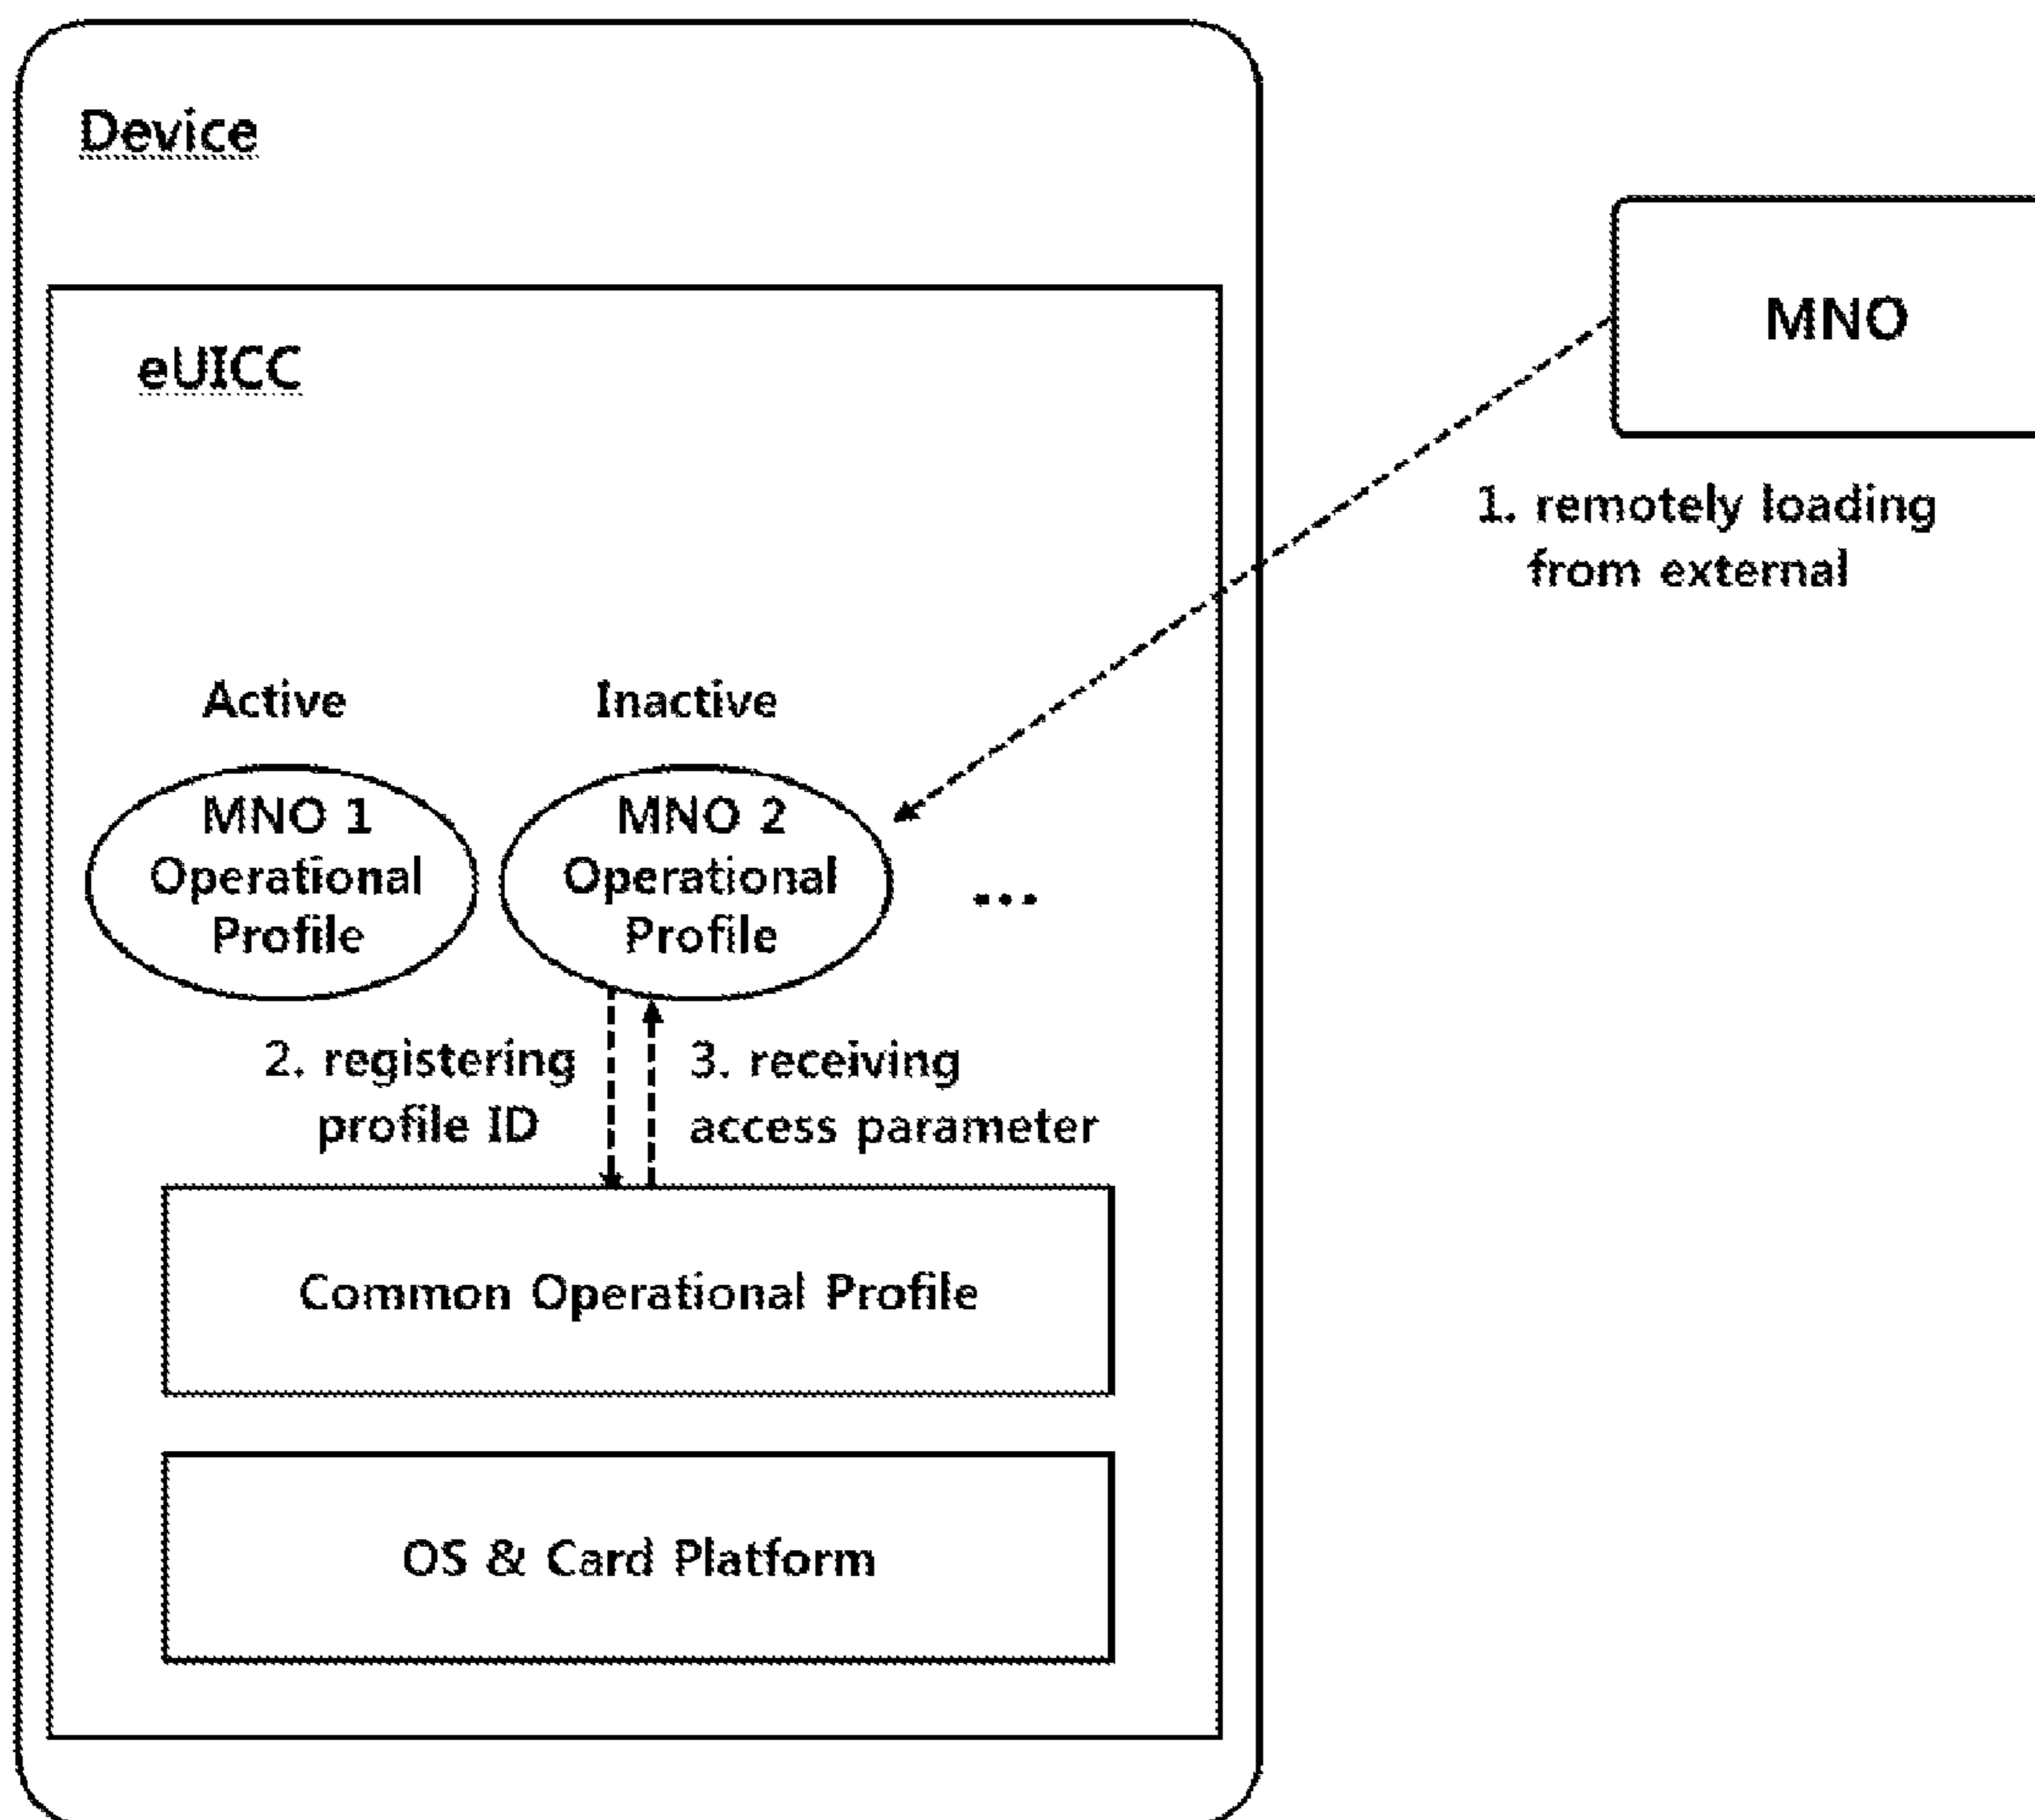 Device
eUICC
MNO
1. remotely loading
from external
Active
Inactive
MNO 1
Operational
Profile
MNO 2
Operational
Profile
...
2. registering
profile ID
3. receiving
access parameter
Common Operational Profile
OS & Card Platform